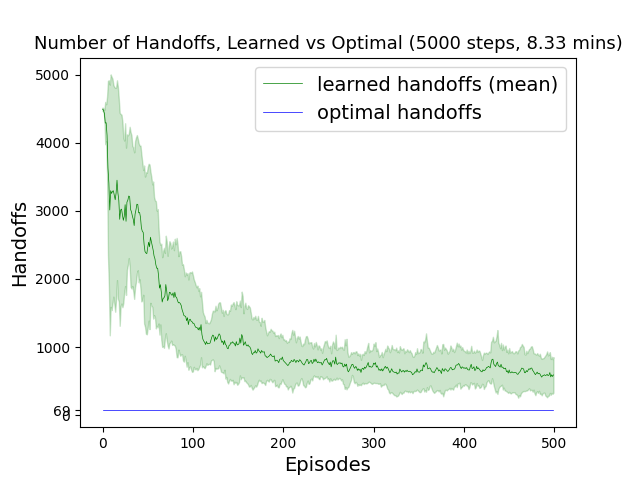 Number of Handoffs, Learned vs Optimal (5000 steps, 8.33 mins)
learned handoffs (mean)
optimal handoffs
Handoffs
5000
4000
3000
2000
1000
69
0
0 100 200 300 400 500
Episodes